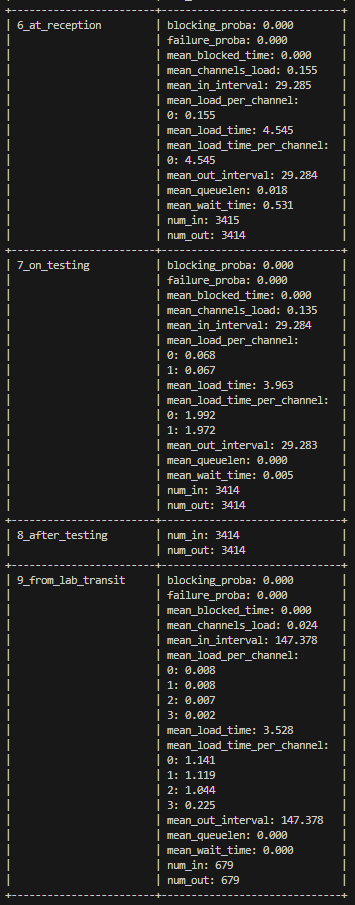 6_at_reception | blocking_proba: 0.000
failure_proba: 0.000
mean_blocked_time: 0.000
mean_channels_load: 0.155
mean_in_interval: 29.285
mean_load_per_channel:
0: 0.155
mean_load_time: 4.545
mean_load_time_per_channel:
0: 4.545
mean_out_interval: 29.284
mean_queuelen: 0.018
mean_wait_time: 0.531
num_in: 3415
num_out: 3414
7_on_testing | blocking_proba: 0.000
failure_proba: 0.000
mean_blocked_time: 0.000
mean_channels_load: 0.135
mean_in_interval: 29.284
mean_load_per_channel:
0: 0.068
1: 0.067
mean_load_time: 3.963
mean_load_time_per_channel:
0: 1.992
1: 1.972
mean_out_interval: 29.283
mean_queuelen: 0.000
mean_wait_time: 0.005
num_in: 3414
num_out: 3414
8_after_testing | num_in: 3414
num_out: 3414
9_from_lab_transit | blocking_proba: 0.000
failure_proba: 0.000
mean_blocked_time: 0.000
mean_channels_load: 0.024
mean_in_interval: 147.378
mean_load_per_channel:
0: 0.008
1: 0.008
2: 0.007
3: 0.002
mean_load_time: 3.528
mean_load_time_per_channel:
0: 1.141
1: 1.119
2: 1.044
3: 0.225
mean_out_interval: 147.378
mean_queuelen: 0.000
mean_wait_time: 0.000
num_in: 679
num_out: 679